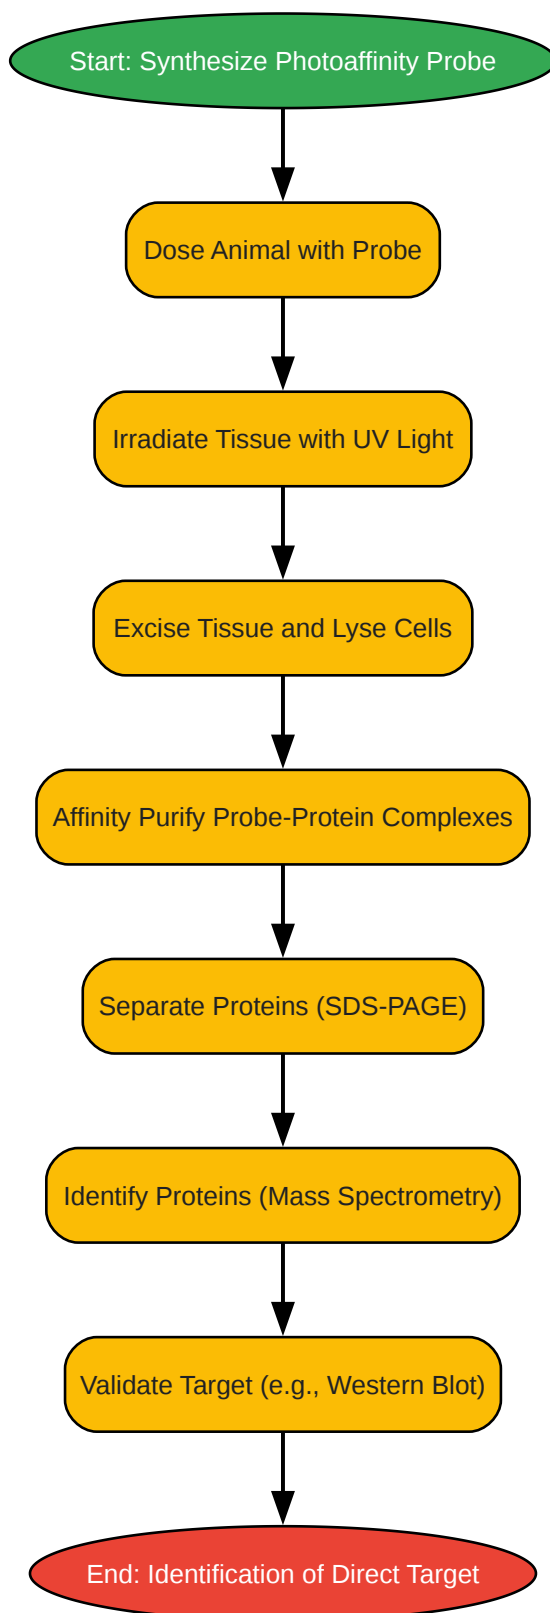 Start: Synthesize Photoaffinity Probe
Dose Animal with Probe
Irradiate Tissue with UV Light
Excise Tissue and Lyse Cells
Affinity Purify Probe-Protein Complexes
Separate Proteins (SDS-PAGE)
Identify Proteins (Mass Spectrometry)
Validate Target (e.g., Western Blot)
End: Identification of Direct Target